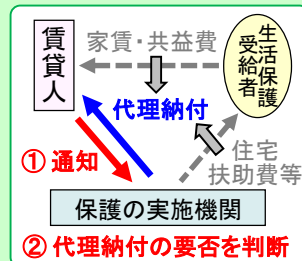 賃貸人
家賃・共益費
生活保護
受給者
代理納付
① 通知
住宅
扶助費等
保護の実施機関
② 代理納付の要否を判断